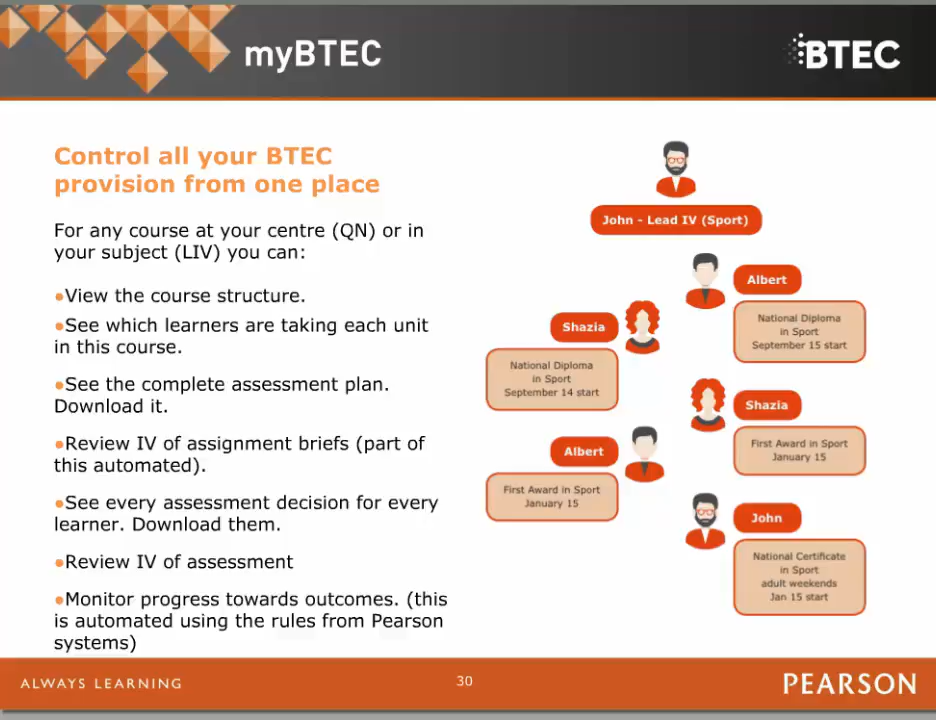 myBTEC
BTEC
Control all your BTEC
provision from one place
For any course at your centre (QN) or in
your subject (LIV) you can:
●View the course structure.
●See which learners are taking each unit
in this course.
●See the complete assessment plan.
Download it.
●Review IV of assignment briefs (part of
this automated).
●See every assessment decision for every
learner. Download them.
●Review IV of assessment
●Monitor progress towards outcomes. (this
is automated using the rules from Pearson
systems)
John - Lead IV (Sport)
Albert
National Diploma
in Sport
September 15 start
Shazia
National Diploma
in Sport
September 14 start
Shazia
First Award in Sport
January 15
Albert
First Award in Sport
January 15
John
National Certificate
in Sport
adult weekends
Jan 15 start
ALWAYS LEARNING
30
PEARSON